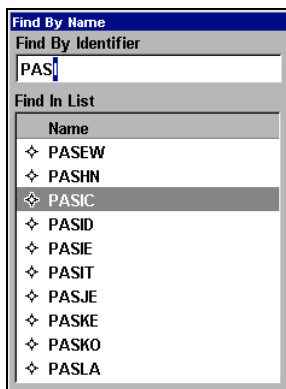 Find By Name
Find By Identifier
PASI
Find In List
Name
PASEW
PASHN
PASIC
PASID
PASIE
PASIT
PASJE
PASKE
PASKO
PASLA